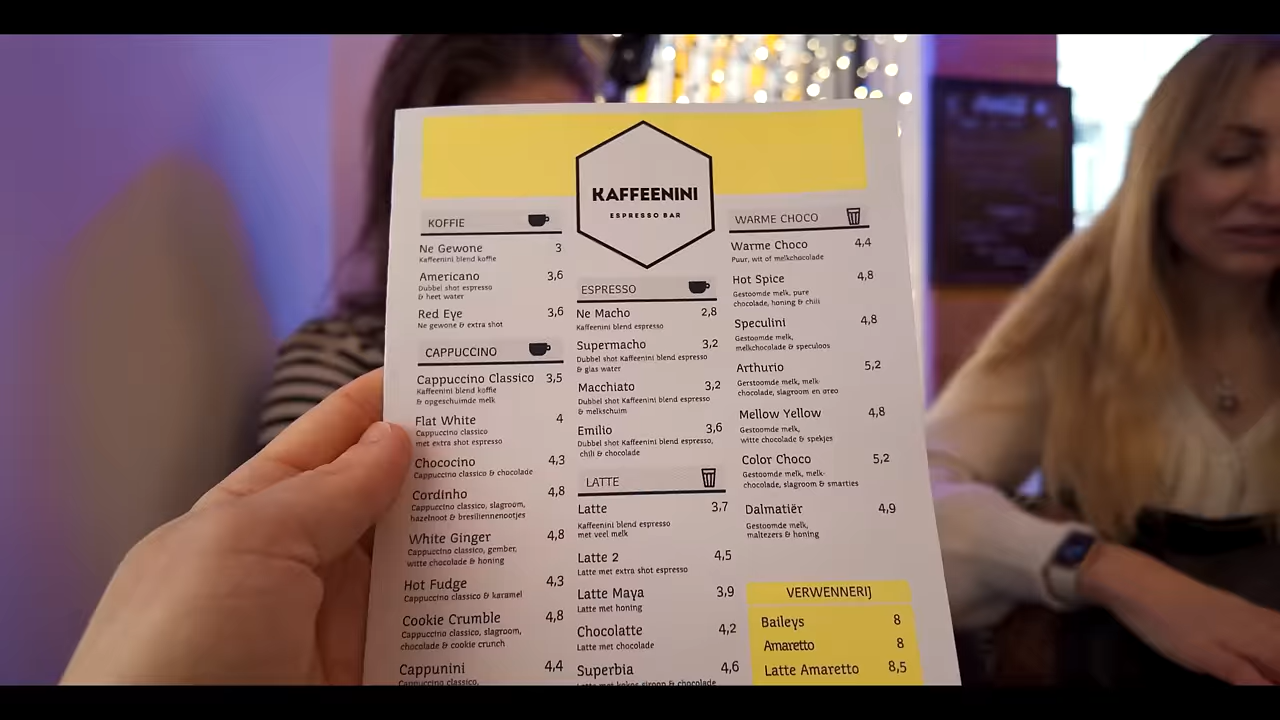 KAFFEENINI
ESPRESSO BAR
KOFFIE
Ne Gewone 3
Kaffeenini blend koffie
Americano 3,6
Dubbel shot espresso
& heet water
Red Eye 3,6
Ne gewone & extra shot
CAPPUCCINO
Cappuccino Classico 3,5
Kaffeenini blend koffie
& opgeschuimde melk
Flat White 4
Cappuccino classico
met extra shot espresso
Chococino 4,3
Cappuccino classico & chocolade
Cordinho 4,8
Cappuccino classico, slagroom,
hazelnoot & bresiliennenootjes
White Ginger 4,8
Cappuccino classico, gember,
witte chocolade & honing
Hot Fudge 4,3
Cappuccino classico & karamel
Cookie Crumble 4,8
Cappuccino classico, slagroom,
chocolade & cookie crunch
Cappunini 4,4
Cappuccino classico,
ESPRESSO
Ne Macho 2,8
Kaffeenini blend espresso
Supermacho 3,2
Dubbel shot Kaffeenini blend espresso
& glas water
Macchiato 3,2
Dubbel shot Kaffeenini blend espresso
& melkschuim
Emilio 3,6
Dubbel shot Kaffeenini blend espresso,
chili & chocolade
LATTE
Latte 3,7
Kaffeenini blend espresso
met veel melk
Latte 2 4,5
Latte met extra shot espresso
Latte Maya 3,9
Latte met honing
Chocolatte 4,2
Latte met chocolade
Superbia 4,6
Latte met kokos siroop & chocolade
WARME CHOCO
Warme Choco 4,4
Puur, wit of melkchocolade
Hot Spice 4,8
Gestoomde melk, pure
chocolade, honing & chili
Speculini 4,8
Gestoomde melk,
melkchocolade & speculoos
Arthurio 5,2
Gerstoomde melk, melk-
chocolade, slagroom en oreo
Mellow Yellow 4,8
Gestoomde melk,
witte chocolade & spekjes
Color Choco 5,2
Gestoomde melk, melk-
chocolade, slagroom & smarties
Dalmatiër 4,9
Gestoomde melk,
maltezers & honing
VERWENNERIJ
Baileys 8
Amaretto 8
Latte Amaretto 8,5